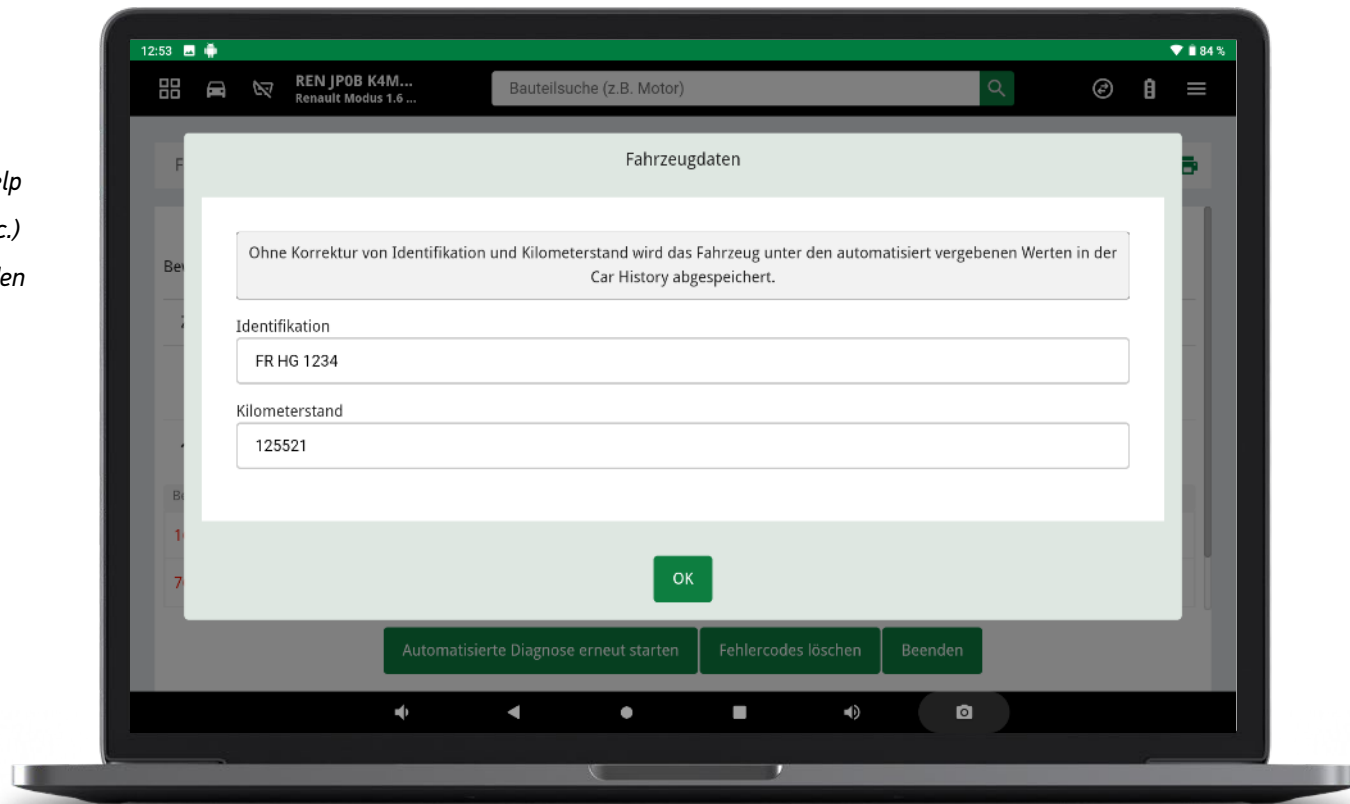 12:53
84 %
REN JP0B K4M...
Renault Modus 1.6 ...
Bauteilsuche (z.B. Motor)
Fahrzeugdaten
Ohne Korrektur von Identifikation und Kilometerstand wird das Fahrzeug unter den automatisiert vergebenen Werten in der
Car History abgespeichert.
Identifikation
FR HG 1234
Kilometerstand
125521
OK
Automatisierte Diagnose erneut starten
Fehlercodes löschen
Beenden